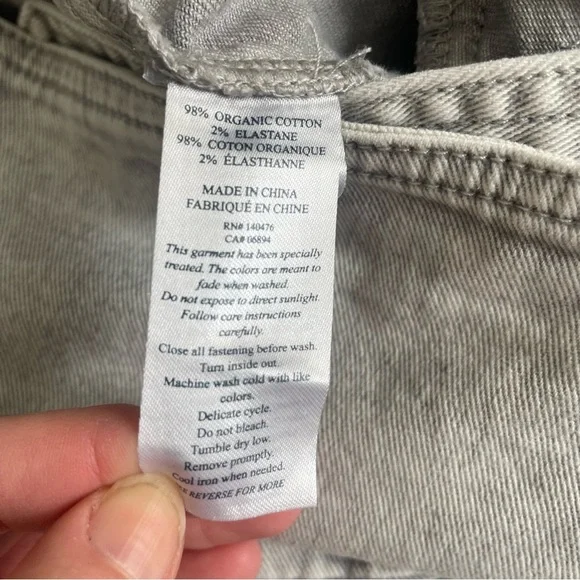 98% ORGANIC COTTON
2% ELASTANE
98% COTON ORGANIQUE
2% ÉLASTHANNE
MADE IN CHINA
FABRIQUÉ EN CHINE
RN# 140476
CA# 06894
This garment has been specially
treated. The colors are meant to
fade when washed.
Do not expose to direct sunlight.
Follow care instructions
carefully.
Close all fastening before wash.
Turn inside out.
Machine wash cold with like
colors.
Delicate cycle.
Do not bleach.
Tumble dry low.
Remove promptly.
Cool iron when needed.
REVERSE FOR MORE